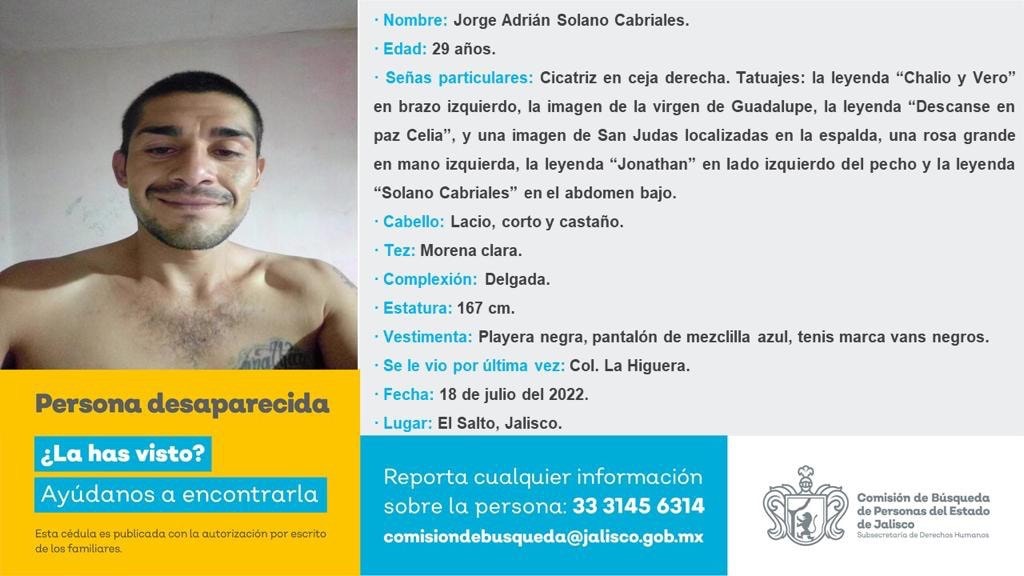 · Nombre: Jorge Adrián Solano Cabriales.
· Edad: 29 años.
· Señas particulares: Cicatriz en ceja derecha. Tatuajes: la leyenda “Chalio y Vero”
en brazo izquierdo, la imagen de la virgen de Guadalupe, la leyenda “Descanse en
paz Celia”, y una imagen de San Judas localizadas en la espalda, una rosa grande
en mano izquierda, la leyenda “Jonathan” en lado izquierdo del pecho y la leyenda
“Solano Cabriales” en el abdomen bajo.
· Cabello: Lacio, corto y castaño.
· Tez: Morena clara.
· Complexión: Delgada.
· Estatura: 167 cm.
· Vestimenta: Playera negra, pantalón de mezclilla azul, tenis marca vans negros.
· Se le vio por última vez: Col. La Higuera.
· Fecha: 18 de julio del 2022.
· Lugar: El Salto, Jalisco.
Persona desaparecida
¿La has visto?
Ayúdanos a encontrarla
Esta cédula es publicada con la autorización por escrito
de los familiares.
Reporta cualquier información
sobre la persona: 33 3145 6314
comisiondebusqueda@jalisco.gob.mx
Comisión de Búsqueda
de Personas del Estado
de Jalisco
Subsecretaría de Derechos Humanos